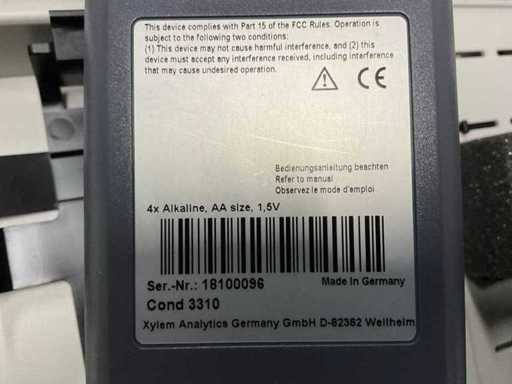 This device complies with Part 15 of the FCC Rules. Operation is
subject to the following two conditions:
(1) This device may not cause harmful interference, and (2) this
device must accept any interference received, including interference
that may cause undesired operation.
CE
Bedienungsanleitung beachten
Refer to manual
Observez le mode d'emploi
4x Alkaline, AA size, 1,5V
Ser.-Nr.: 18100096
Made in Germany
Cond 3310
Xylem Analytics Germany GmbH D-82362 Weilheim